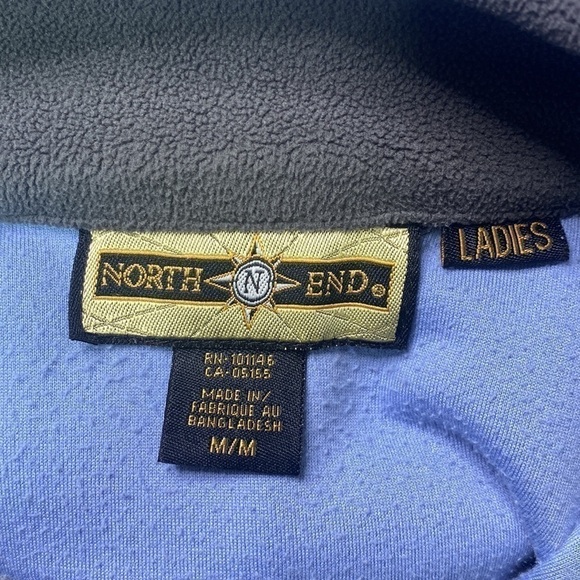 NORTH N END®
LADIES
RN-101146
CA-05155
MADE IN/
FABRIQUE AU
BANGLADESH
M/M